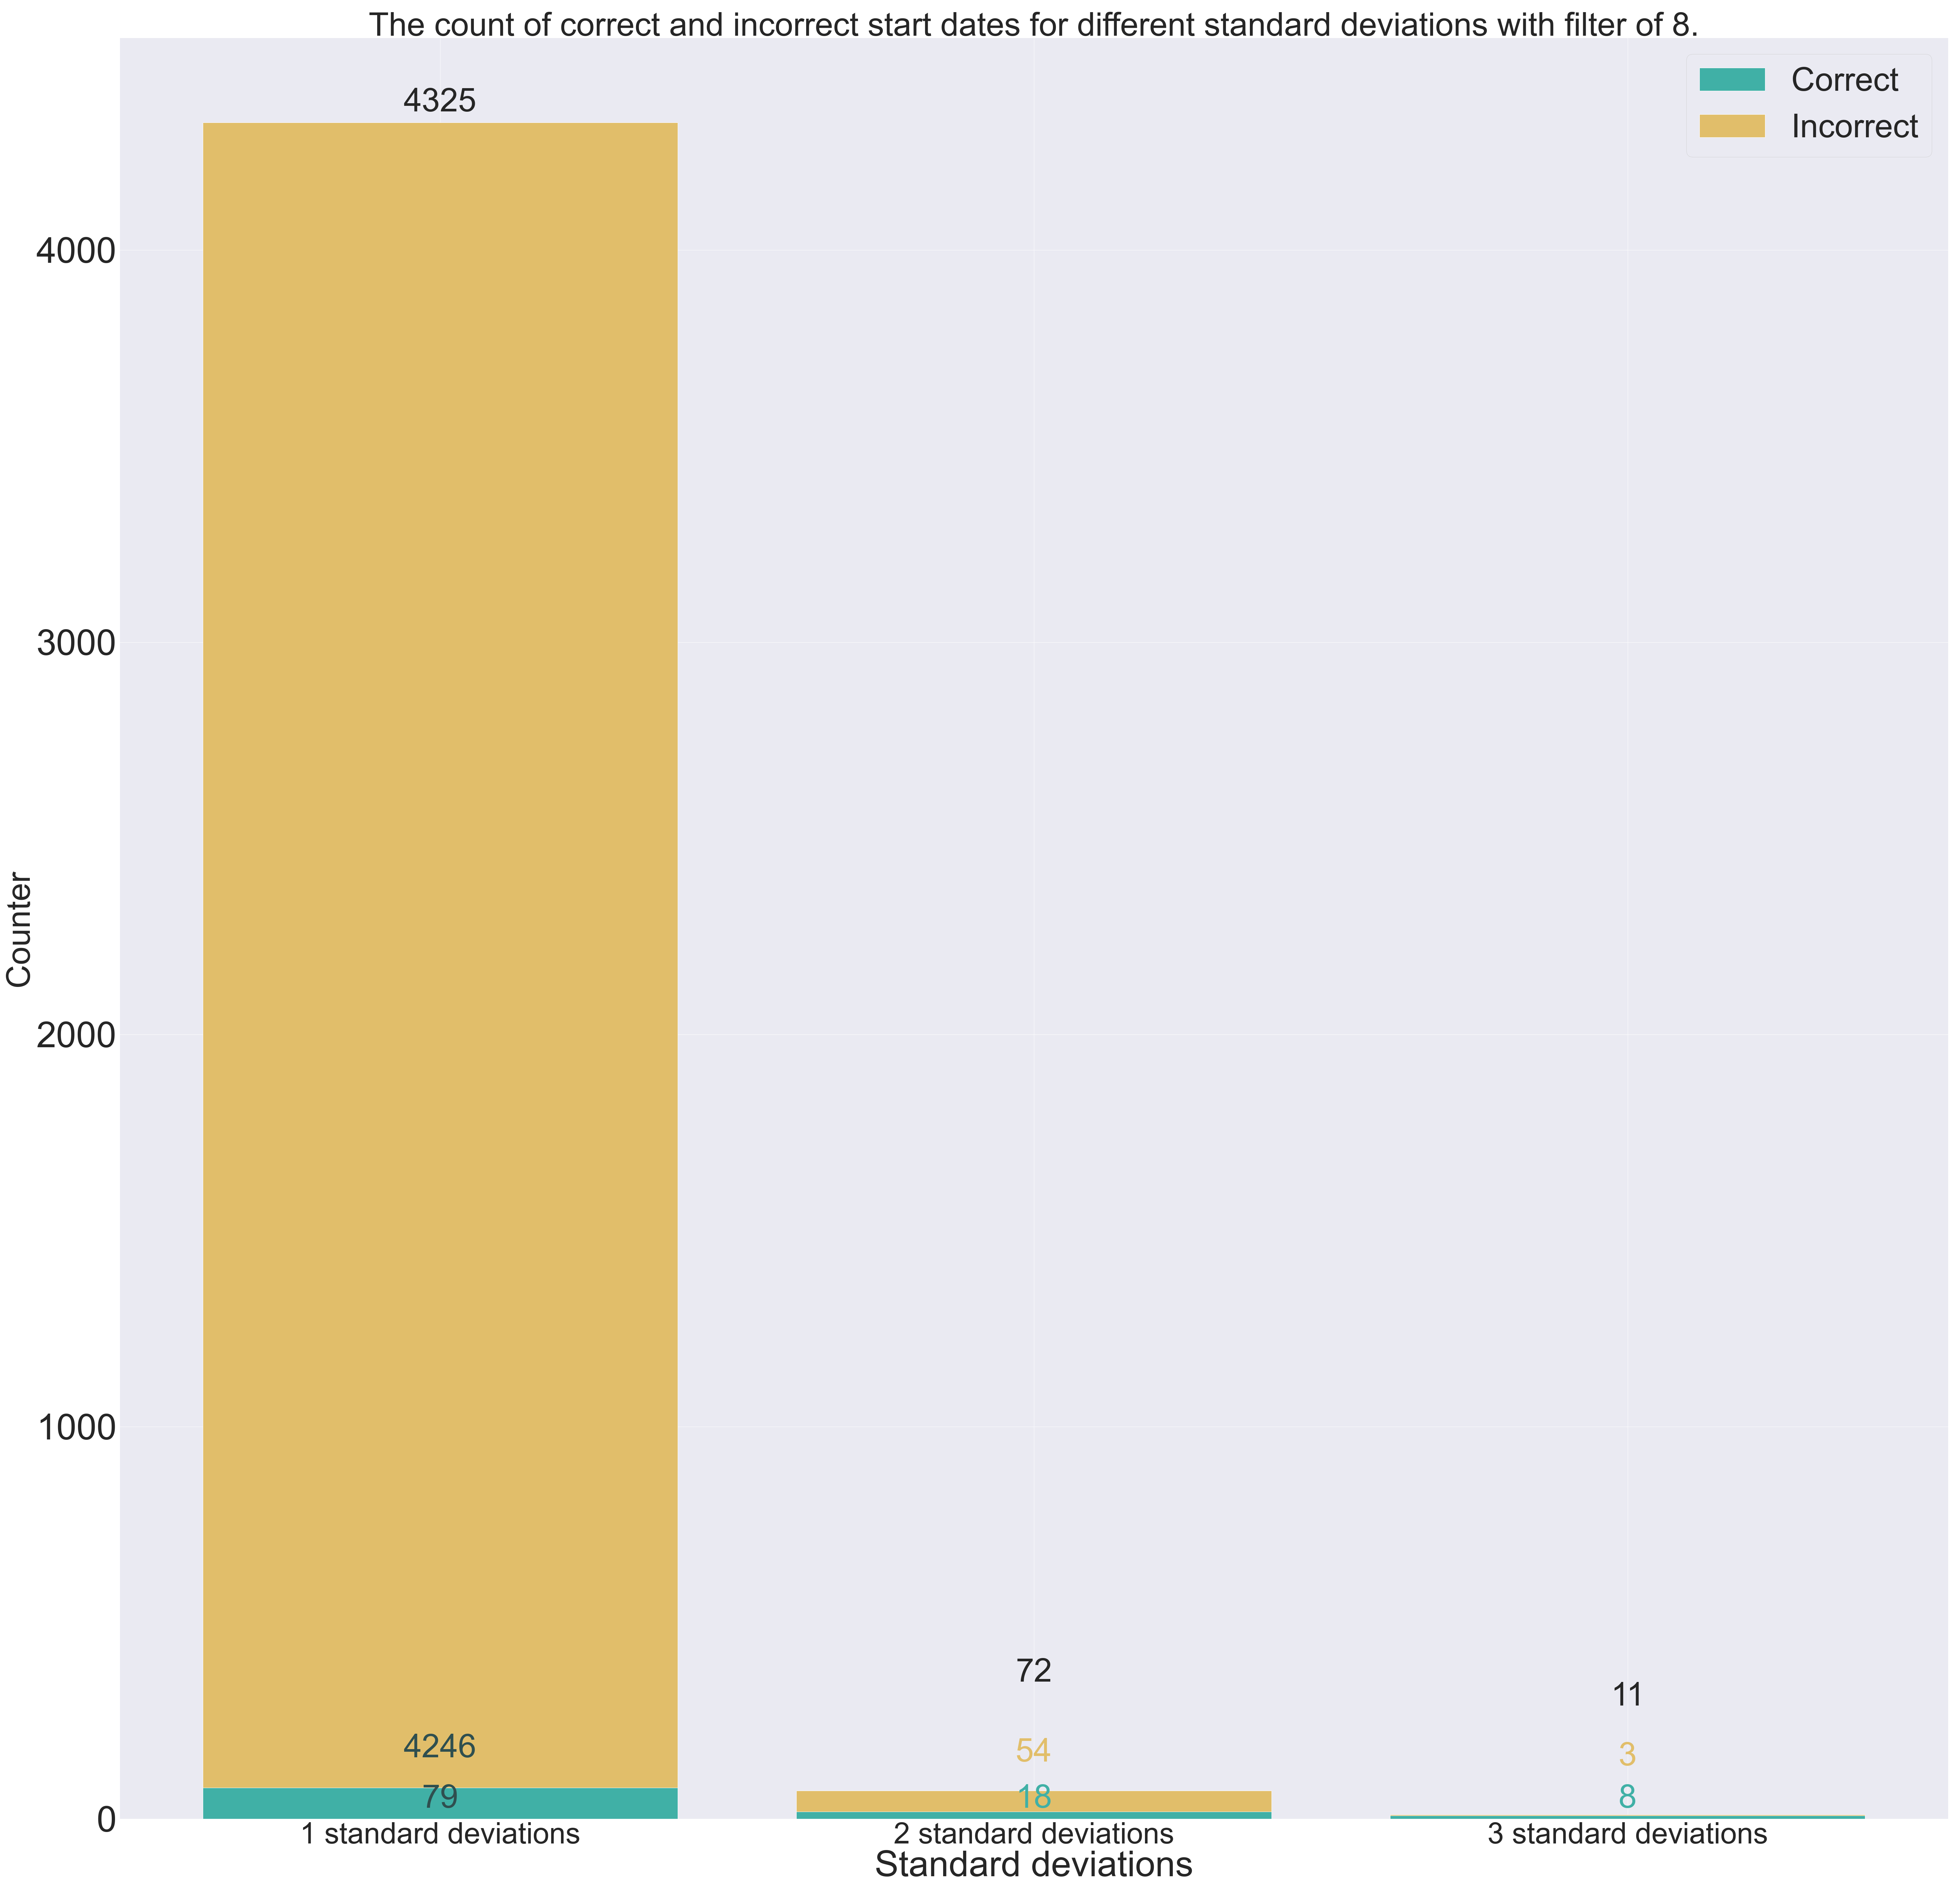 The count of correct and incorrect start dates for different standard deviations with filter of 8.
Correct
Incorrect
4325
4000
3000
2000
1000
0
Counter
72
11
4246
54
3
79
18
8
1 standard deviations
2 standard deviations
3 standard deviations
Standard deviations